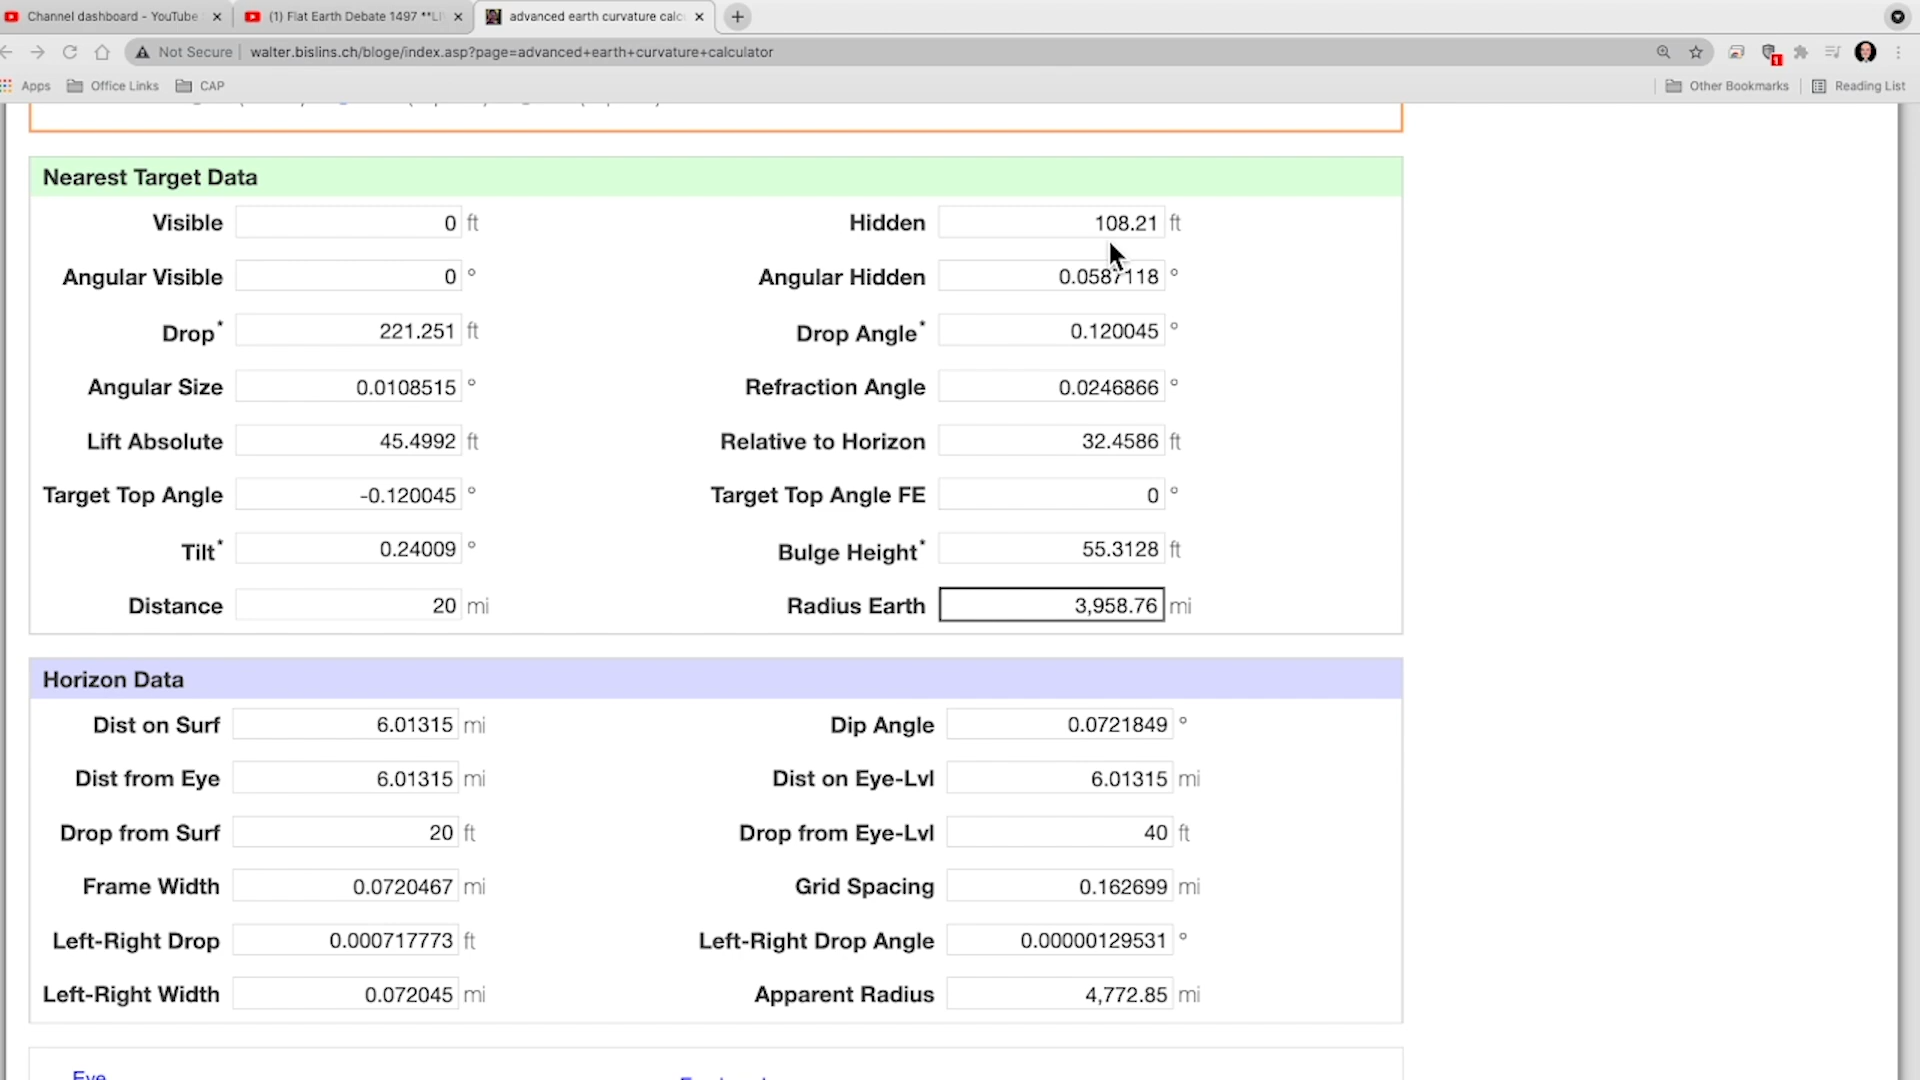 Channel dashboard - YouTube
(1) Flat Earth Debate 1497 **LI
advanced earth curvature calc
Not Secure walter.bislins.ch/bloge/index.asp?page=advanced+earth+curvature+calculator
1
Apps Office Links CAP Other Bookmarks Reading List
Nearest Target Data
Visible 0 ft Hidden 108.21 ft
Angular Visible 0 ° Angular Hidden 0.0587118 °
Drop* 221.251 ft Drop Angle* 0.120045 °
Angular Size 0.0108515 ° Refraction Angle 0.0246866 °
Lift Absolute 45.4992 ft Relative to Horizon 32.4586 ft
Target Top Angle -0.120045 ° Target Top Angle FE 0 °
Tilt* 0.24009 ° Bulge Height* 55.3128 ft
Distance 20 mi Radius Earth 3,958.76 mi
Horizon Data
Dist on Surf 6.01315 mi Dip Angle 0.0721849 °
Dist from Eye 6.01315 mi Dist on Eye-Lvl 6.01315 mi
Drop from Surf 20 ft Drop from Eye-Lvl 40 ft
Frame Width 0.0720467 mi Grid Spacing 0.162699 mi
Left-Right Drop 0.000717773 ft Left-Right Drop Angle 0.00000129531 °
Left-Right Width 0.072045 mi Apparent Radius 4,772.85 mi
Eye